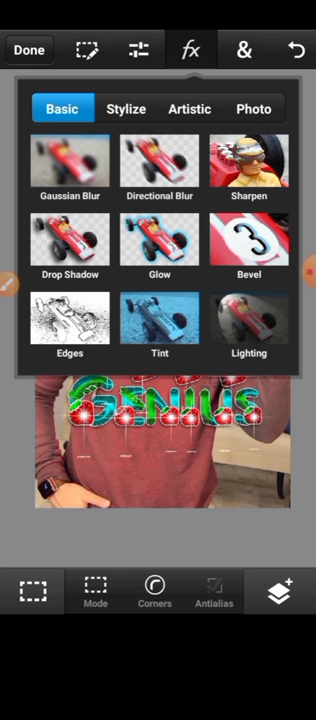 Done fx &
Basic Stylize Artistic Photo
Gaussian Blur Directional Blur Sharpen
3
Drop Shadow Glow Bevel
Edges Tint Lighting
GENIUS
Mode Corners Antialias